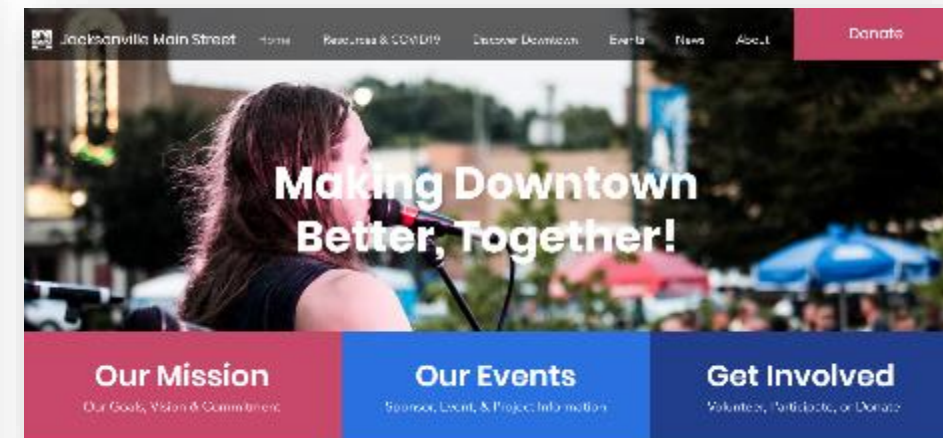 Jacksonville Main Street
Home
Resources & COVID19
Discover Downtown
Events
News
About
Donate
Making Downtown
Better, Together!
Our Mission
Our Goals, Vision & Commitment
Our Events
Sponsor, Event, & Project Information
Get Involved
Volunteer, Participate, or Donate